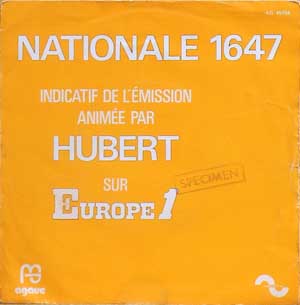 NATIONALE 1647
INDICATIF DE L'ÉMISSION
ANIMÉE PAR
HUBERT
SUR
EUROPE 1
SPECIMEN
agave